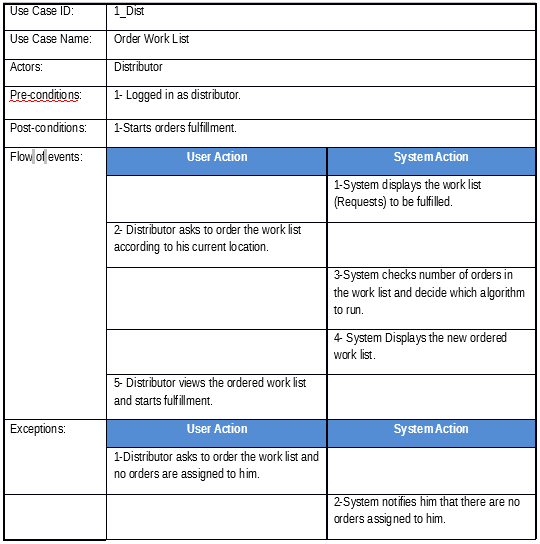 Use Case ID: 1_Dist
Use Case Name: Order Work List
Actors: Distributor
Pre-conditions: 1- Logged in as distributor.
Post-conditions: 1-Starts orders fulfillment.
Flow of events: User Action System Action
1-System displays the work list
(Requests) to be fulfilled.
2- Distributor asks to order the work list
according to his current location.
3-System checks number of orders in
the work list and decide which algorithm
to run.
4- System Displays the new ordered
work list.
5- Distributor views the ordered work list
and starts fulfillment.
Exceptions: User Action System Action
1-Distributor asks to order the work list and
no orders are assigned to him.
2-System notifies him that there are no
orders assigned to him.